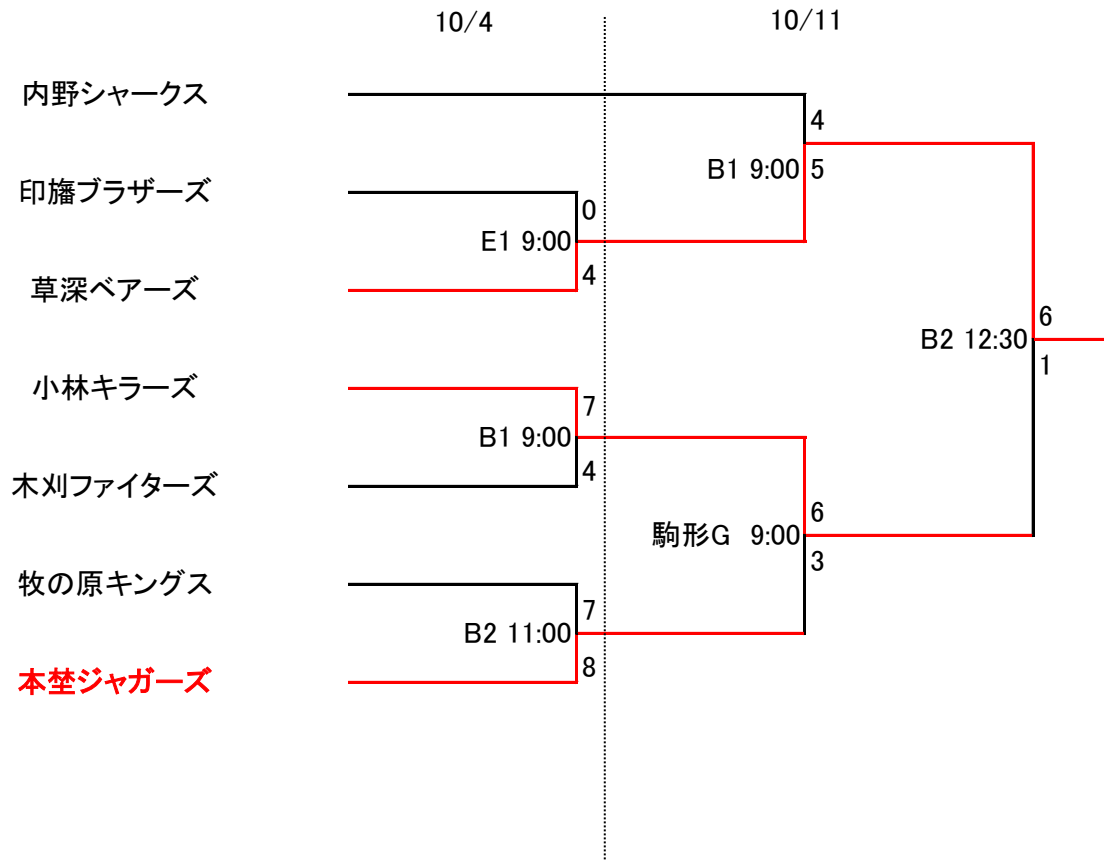 10/4
10/11
内野シャークス
4
B1 9:00
5
印旛ブラザーズ
0
E1 9:00
4
草深ベアーズ
6
B2 12:30
1
小林キラーズ
7
B1 9:00
4
木刈ファイターズ
6
駒形G 9:00
3
牧の原キングス
7
B2 11:00
8
本埜ジャガーズ